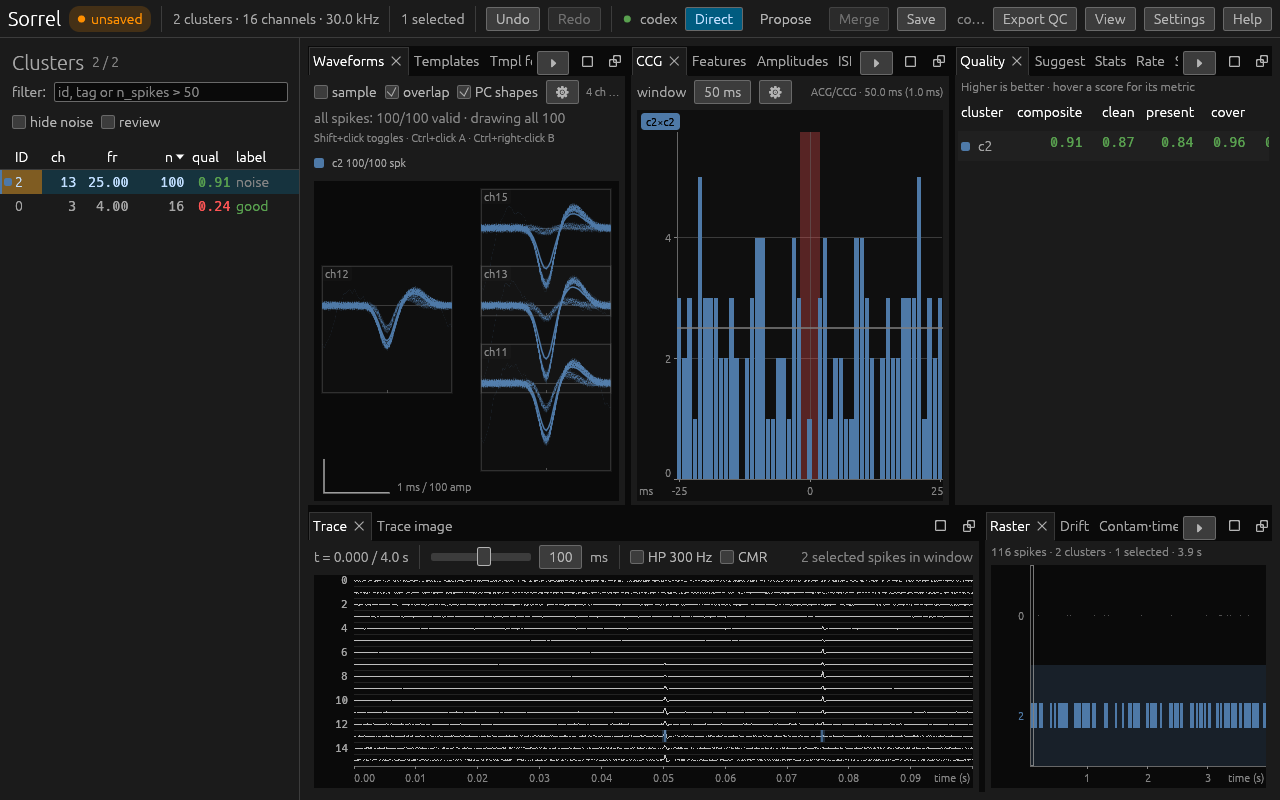 Sorrel unsaved 2 clusters · 16 channels · 30.0 kHz 1 selected Undo Redo codex Direct Propose Merge Save co… Export QC View Settings Help
Clusters 2 / 2
filter: id, tag or n_spikes > 50
hide noise review
ID ch fr n qual label
2 13 25.00 100 0.91 noise
0 3 4.00 16 0.24 good
Waveforms Templates Tmpl
sample overlap PC shapes 4 ch …
all spikes: 100/100 valid · drawing all 100
Shift+click toggles · Ctrl+click A · Ctrl+right-click B
c2 100/100 spk
ch15
ch12
ch13
ch11
1 ms / 100 amp
CCG Features Amplitudes ISI
window 50 ms ACG/CCG · 50.0 ms (1.0 ms)
c2×c2
4
2
0
ms -25 0 25
Quality Suggest Stats Rate
Higher is better · hover a score for its metric
cluster composite clean present cover
c2 0.91 0.87 0.84 0.96
Trace Trace image
t = 0.000 / 4.0 s 100 ms HP 300 Hz CMR 2 selected spikes in window
0
2
4
6
8
10
12
14
0.00 0.01 0.02 0.03 0.04 0.05 0.06 0.07 0.08 0.09 time (s)
Raster Drift Contam·time
116 spikes · 2 clusters · 1 selected · 3.9 s
0
2
1 2 3 time (s)